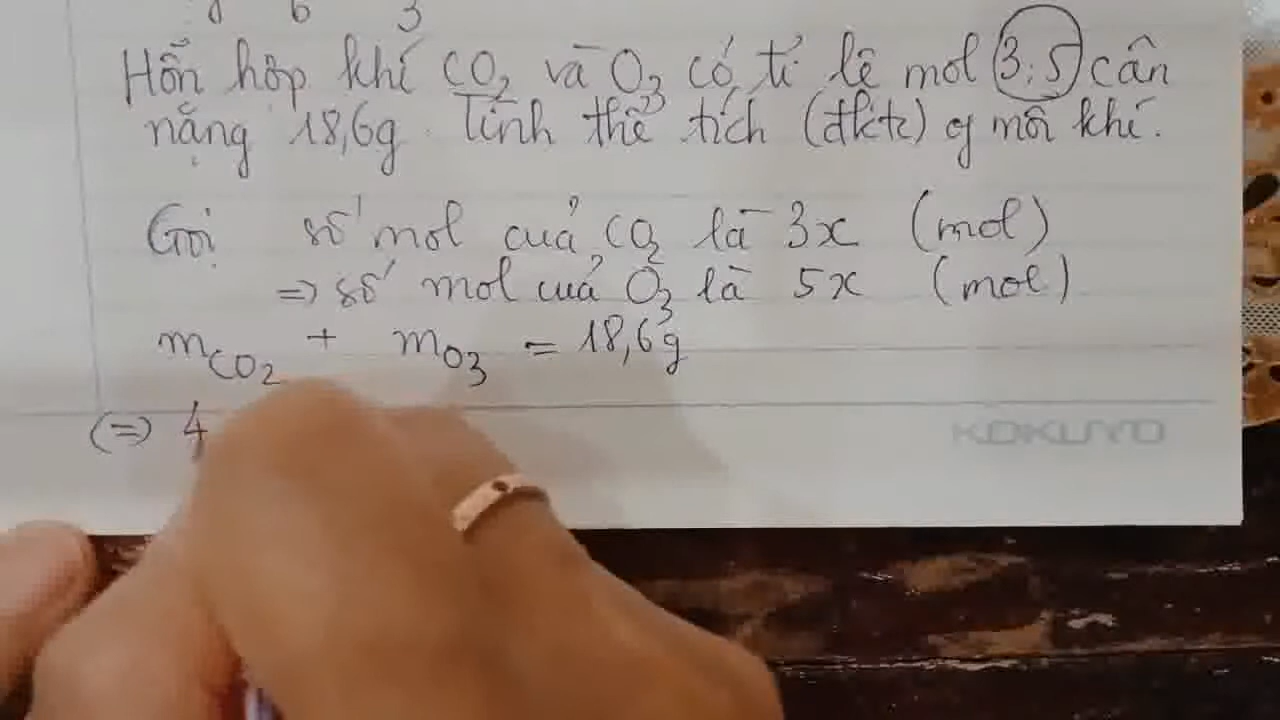 6 3
Hỗn hợp khí CO2 và O3 có tỉ lệ mol 3:5 cân
nặng 18,6g. Tính thể tích (đktc) mỗi khí.
Gọi số mol của CO2 là 3x (mol)
=> số mol của O3 là 5x (mol)
mCO2 + mO3 = 18,6g
(=) 4
KOKUYO